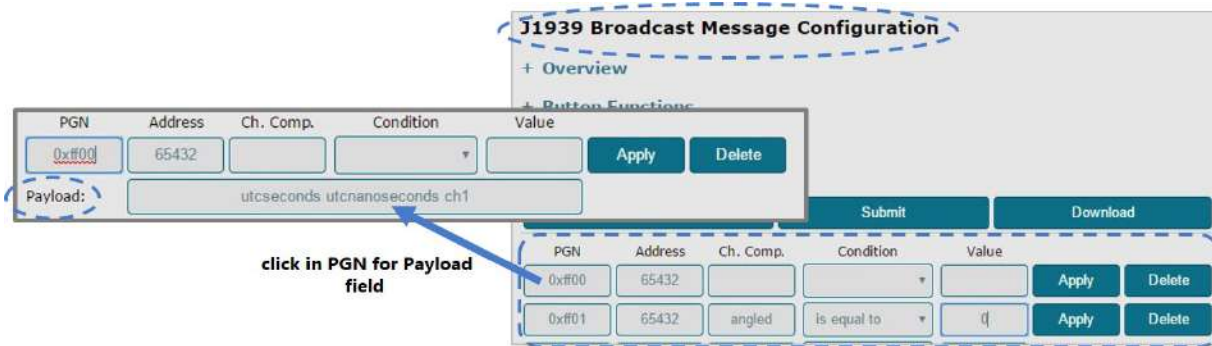 J1939 Broadcast Message Configuration
+ Overview
+ Button Functions
PGN Address Ch. Comp. Condition Value
0xff00 65432 Apply Delete
Payload: utcseconds utcnanoseconds ch1
Submit Download
click in PGN for Payload
field
PGN Address Ch. Comp. Condition Value
0xff00 65432 Apply Delete
0xff01 65432 angled is equal to 0 Apply Delete